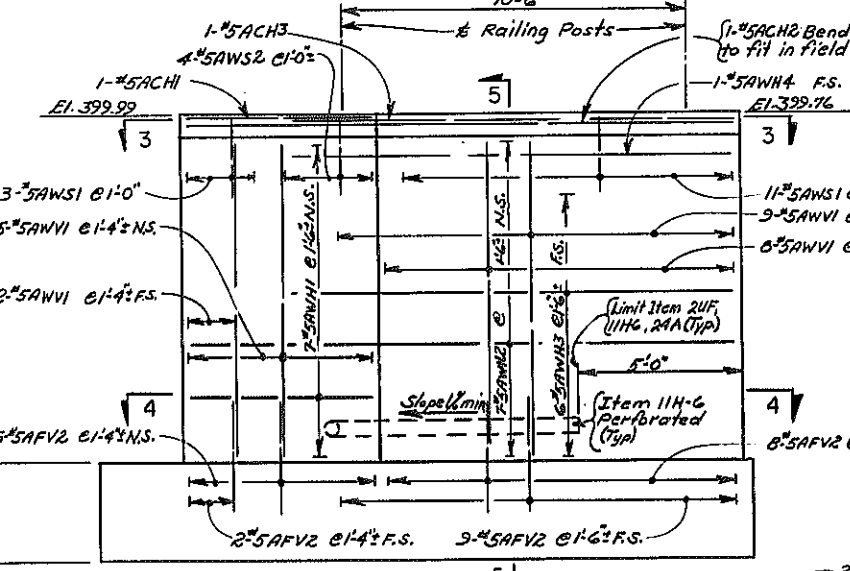 10'-6"
1-#5ACH3
℄ Railing Posts
1-#5ACH2 Bend
to fit in field
4-#5AWS2 @1'-0"±
1-#5ACH1
5
1-#5AWH4 F.S.
El. 399.99
El. 399.76
3
3
3-#5AWS1 @ 1'-0"
11-#5AWS1
5-#5AWV1 @ 1'-4"± N.S.
9-#5AWV1
8-#5AWV1
7-#5AWH1 @ 1'-6"± N.S.
7-#5AWH2 @ 1'-6"± N.S.
6-#5AWH3 @ 1'-6"± F.S.
2-#5AWV1 @ 1'-4"± F.S.
Limit Item 2UF,
11H6, 24A (Typ)
5'-0"
4
Slope min
Item 11H-6
Perforated
(Typ)
4
5-#5AFV2 @ 1'-4"± N.S.
8-#5AFV2
2-#5AFV2 @ 1'-4"± F.S.
9-#5AFV2 @ 1'-6"± F.S.